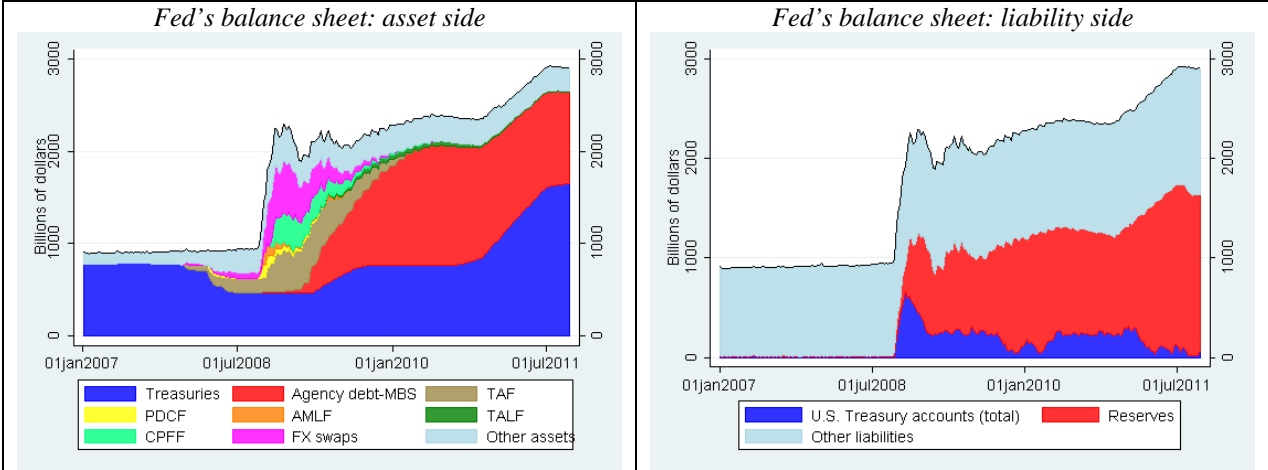 Fed's balance sheet: asset side
Billions of dollars
3000
2000
1000
0
3000
2000
1000
0
01jan2007
01jul2008
01jan2010
01jul2011
Treasuries
Agency debt-MBS
TAF
PDCF
AMLF
TALF
CPFF
FX swaps
Other assets
Fed's balance sheet: liability side
Billions of dollars
3000
2000
1000
0
3000
2000
1000
0
01jan2007
01jul2008
01jan2010
01jul2011
U.S. Treasury accounts (total)
Reserves
Other liabilities